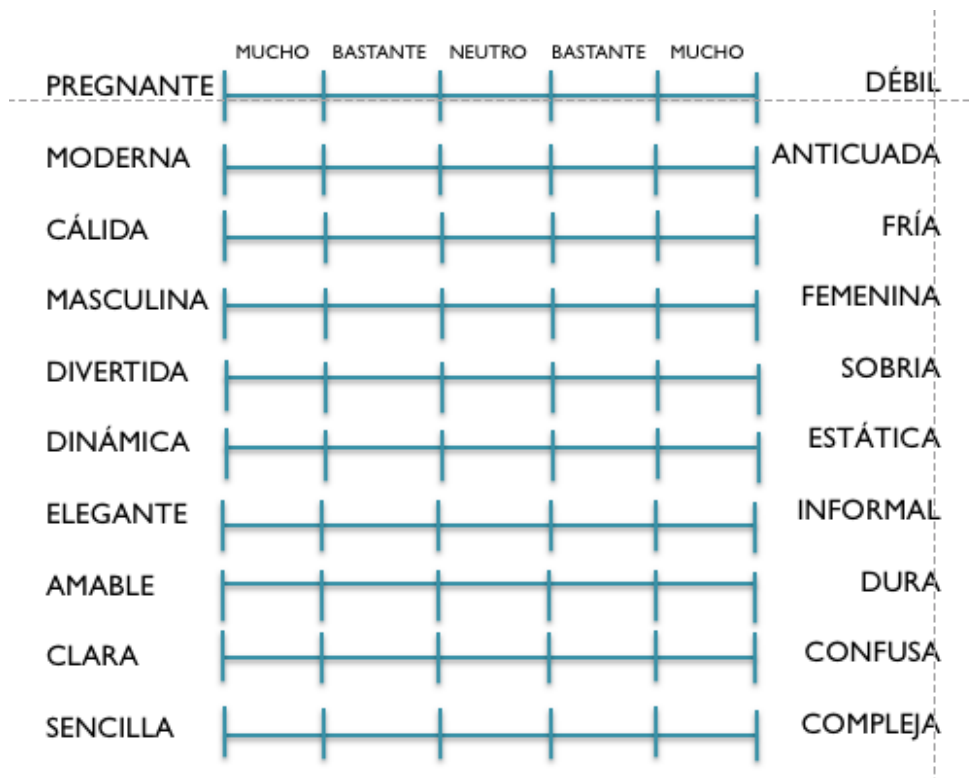 MUCHO BASTANTE NEUTRO BASTANTE MUCHO
PREGNANTE DÉBIL
MODERNA ANTICUADA
CÁLIDA FRÍA
MASCULINA FEMENINA
DIVERTIDA SOBRIA
DINÁMICA ESTÁTICA
ELEGANTE INFORMAL
AMABLE DURA
CLARA CONFUSA
SENCILLA COMPLEJA